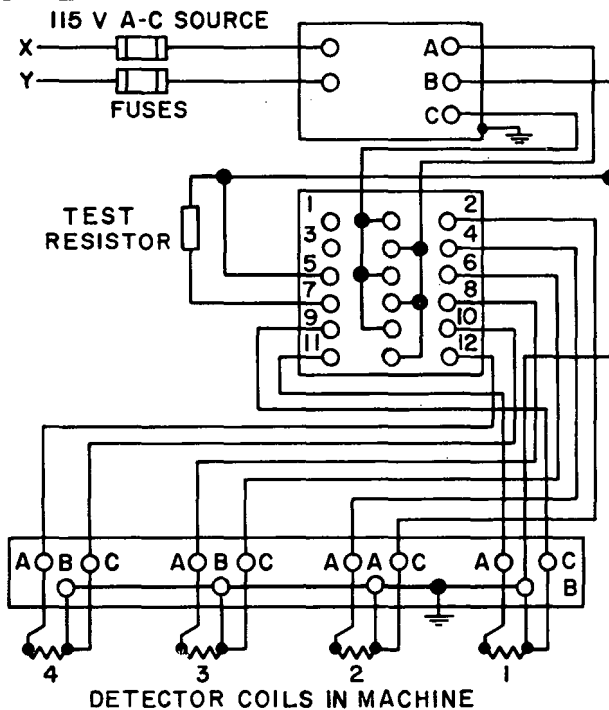 115 V A-C SOURCE
X
Y
FUSES
A
B
C
TEST
RESISTOR
1 2
3 4
5 6
7 8
9 10
11 12
A B C A B C A A C A C
B
4 3 2 1
DETECTOR COILS IN MACHINE